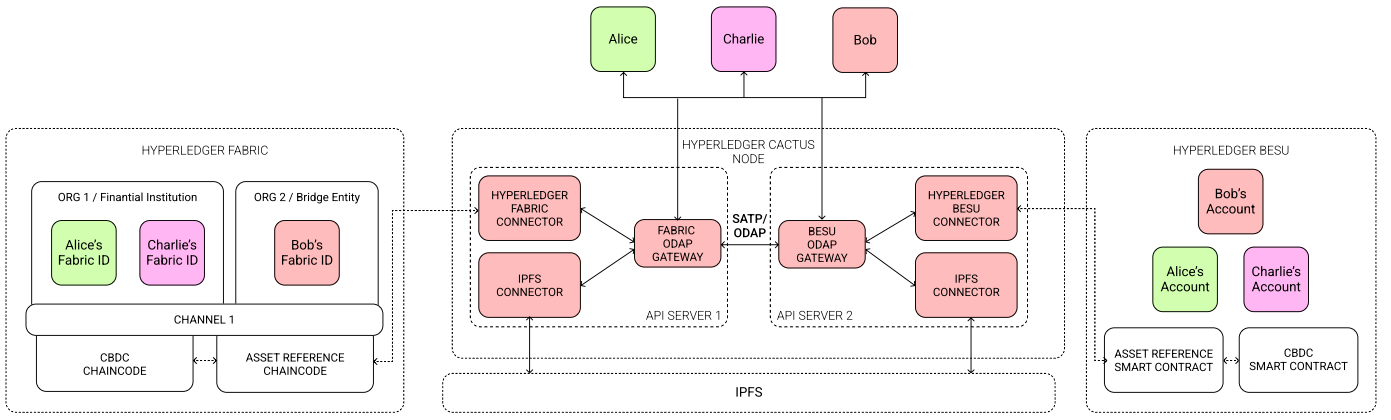 Alice
Charlie
Bob
HYPERLEDGER FABRIC
ORG 1 / Finantial Institution
ORG 2 / Bridge Entity
Alice's
Fabric ID
Charlie's
Fabric ID
Bob's
Fabric ID
CHANNEL 1
CBDC
CHAINCODE
ASSET REFERENCE
CHAINCODE
HYPERLEDGER CACTUS
NODE
HYPERLEDGER
FABRIC
CONNECTOR
IPFS
CONNECTOR
FABRIC
ODAP
GATEWAY
API SERVER 1
SATP/
ODAP
BESU
ODAP
GATEWAY
HYPERLEDGER
BESU
CONNECTOR
IPFS
CONNECTOR
API SERVER 2
IPFS
HYPERLEDGER BESU
Bob's
Account
Alice's
Account
Charlie's
Account
ASSET REFERENCE
SMART CONTRACT
CBDC
SMART CONTRACT